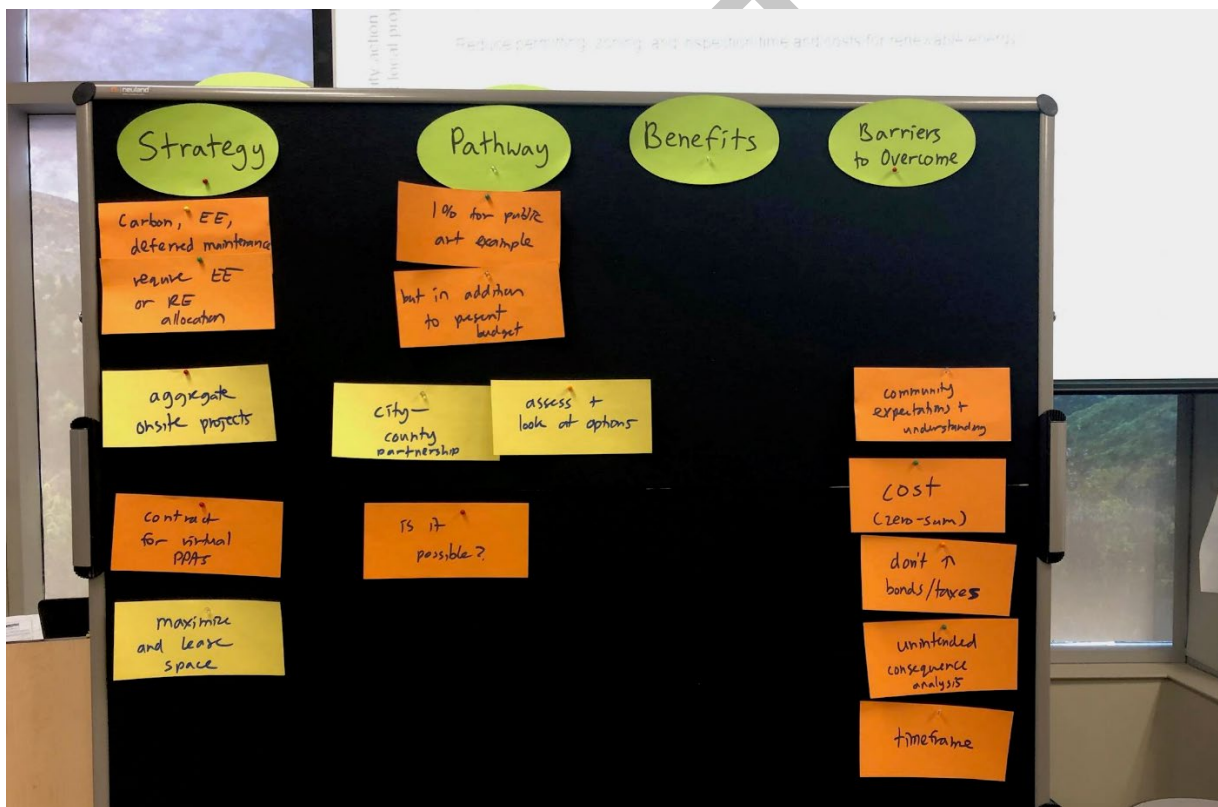 Reduce permitting, zoning, and inspection time and costs for renewable energy
neuland
Strategy
Pathway
Benefits
Barriers
to Overcome
Carbon, EE,
deferred maintenance
require EE
or RE
allocation
1% for public
art example
but in addition
to present
budget
aggregate
onsite projects
city-
county
partnership
assess +
look at options
community
expectations +
understanding
contract
for virtual
PPAs
Is it
possible?
cost
(zero-sum)
don't ↑
bonds/taxes
maximize
and lease
space
unintended
consequence
analysis
timeframe